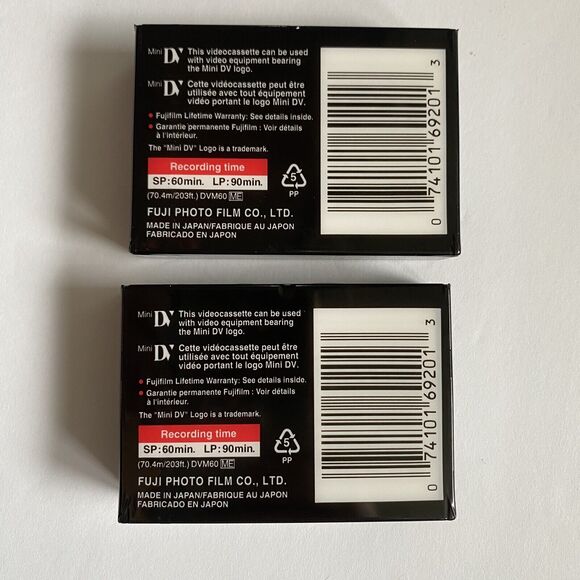 Mini DV This videocassette can be used
with video equipment bearing
the Mini DV logo.
Mini DV Cette vidéocassette peut être
utilisée avec tout équipement
vidéo portant le logo Mini DV.
• Fujifilm Lifetime Warranty: See details inside.
• Garantie permanente Fujifilm : Voir détails
à l'intérieur.
The "Mini DV" Logo is a trademark.
Recording time
SP:60min. LP:90min.
(70.4m/203ft.) DVM60 ME
5
PP
FUJI PHOTO FILM CO., LTD.
MADE IN JAPAN/FABRIQUE AU JAPON
FABRICADO EN JAPON
0 74101 69201 3
Mini DV This videocassette can be used
with video equipment bearing
the Mini DV logo.
Mini DV Cette vidéocassette peut être
utilisée avec tout équipement
vidéo portant le logo Mini DV.
• Fujifilm Lifetime Warranty: See details inside.
• Garantie permanente Fujifilm : Voir détails
à l'intérieur.
The "Mini DV" Logo is a trademark.
Recording time
SP:60min. LP:90min.
(70.4m/203ft.) DVM60 ME
5
PP
FUJI PHOTO FILM CO., LTD.
MADE IN JAPAN/FABRIQUE AU JAPON
FABRICADO EN JAPON
0 74101 69201 3